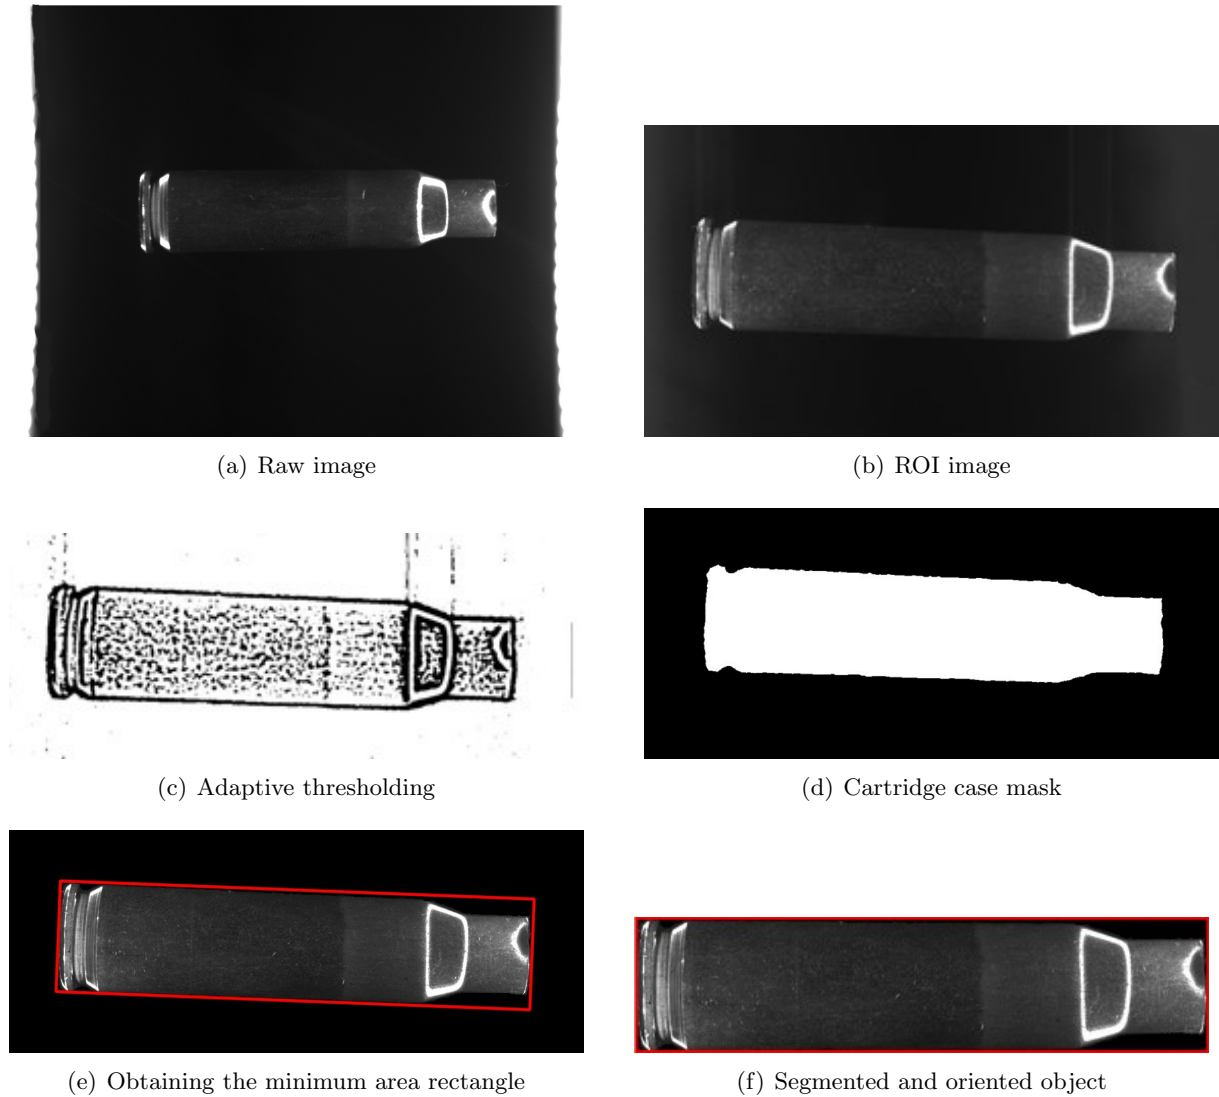 (a) Raw image
(b) ROI image
(c) Adaptive thresholding
(d) Cartridge case mask
(e) Obtaining the minimum area rectangle
(f) Segmented and oriented object